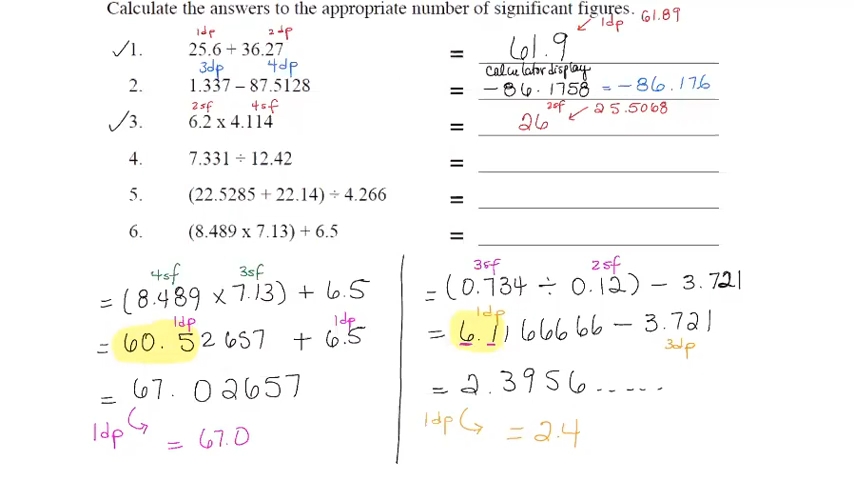 Calculate the answers to the appropriate number of significant figures.
1dp 2dp 1dp 61.89
✓1. 25.6 + 36.27 = 61.9
3dp 4dp calculator display
2. 1.337 – 87.5128 = -86.1758 = -86.176
2sf 4sf 2sf 25.5068
✓3. 6.2 x 4.114 = 26
4. 7.331 ÷ 12.42 =
5. (22.5285 + 22.14) ÷ 4.266 =
6. (8.489 x 7.13) + 6.5 =
4sf 3sf
= (8.489 x 7.13) + 6.5
1dp 1dp
= 60.52657 + 6.5
= 67.02657
1dp = 67.0
3sf 2sf
= (0.734 ÷ 0.12) - 3.721
1dp
= 6.1166666 - 3.721
3dp
= 2.3956.....
1dp = 2.4